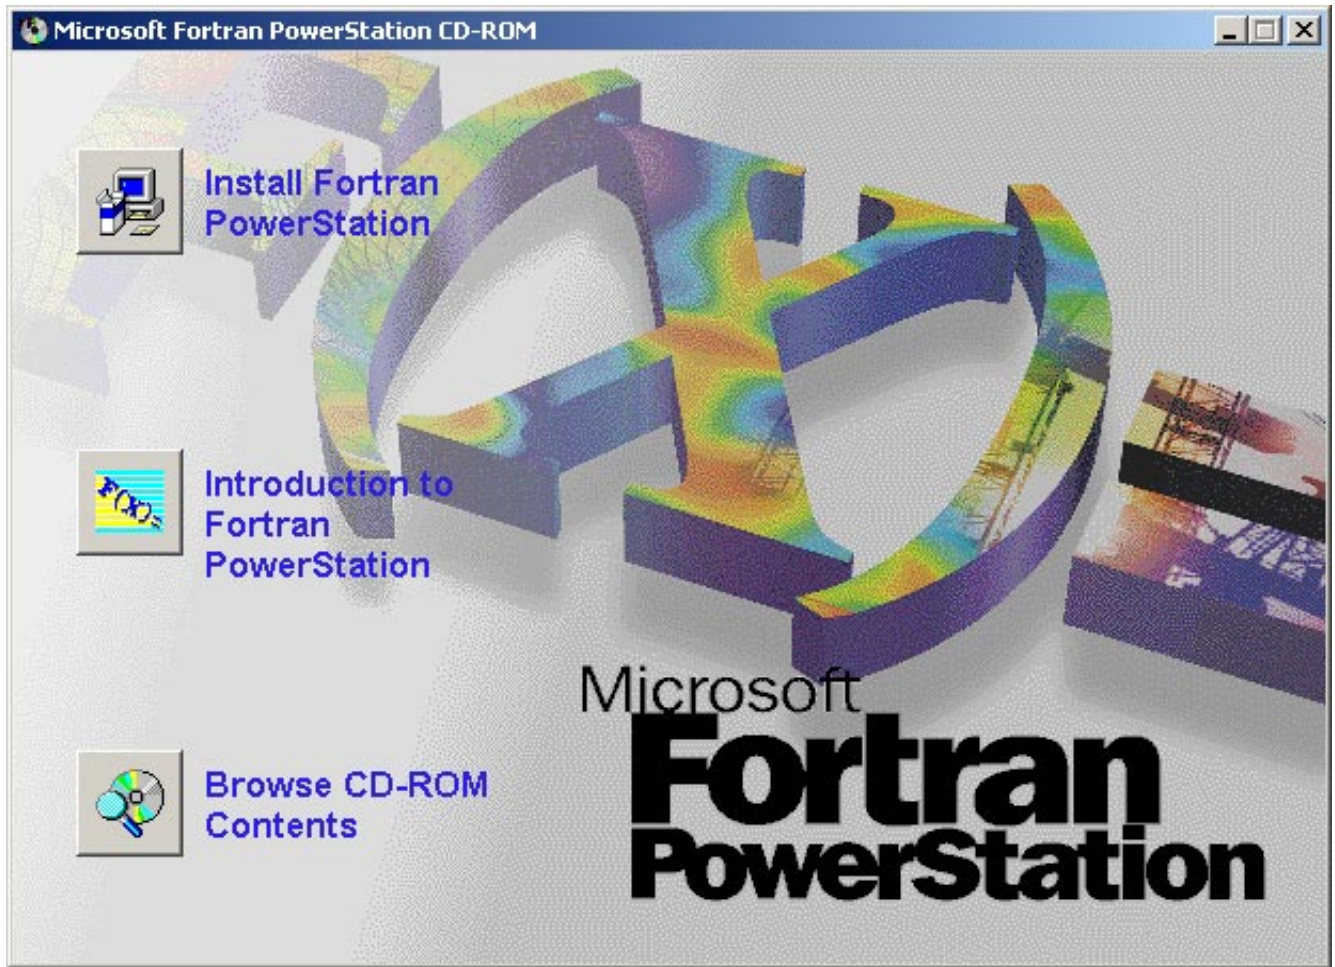 Microsoft Fortran PowerStation CD-ROM
Install Fortran
PowerStation
F(X)=
Introduction to
Fortran
PowerStation
Browse CD-ROM
Contents
Microsoft
Fortran
PowerStation